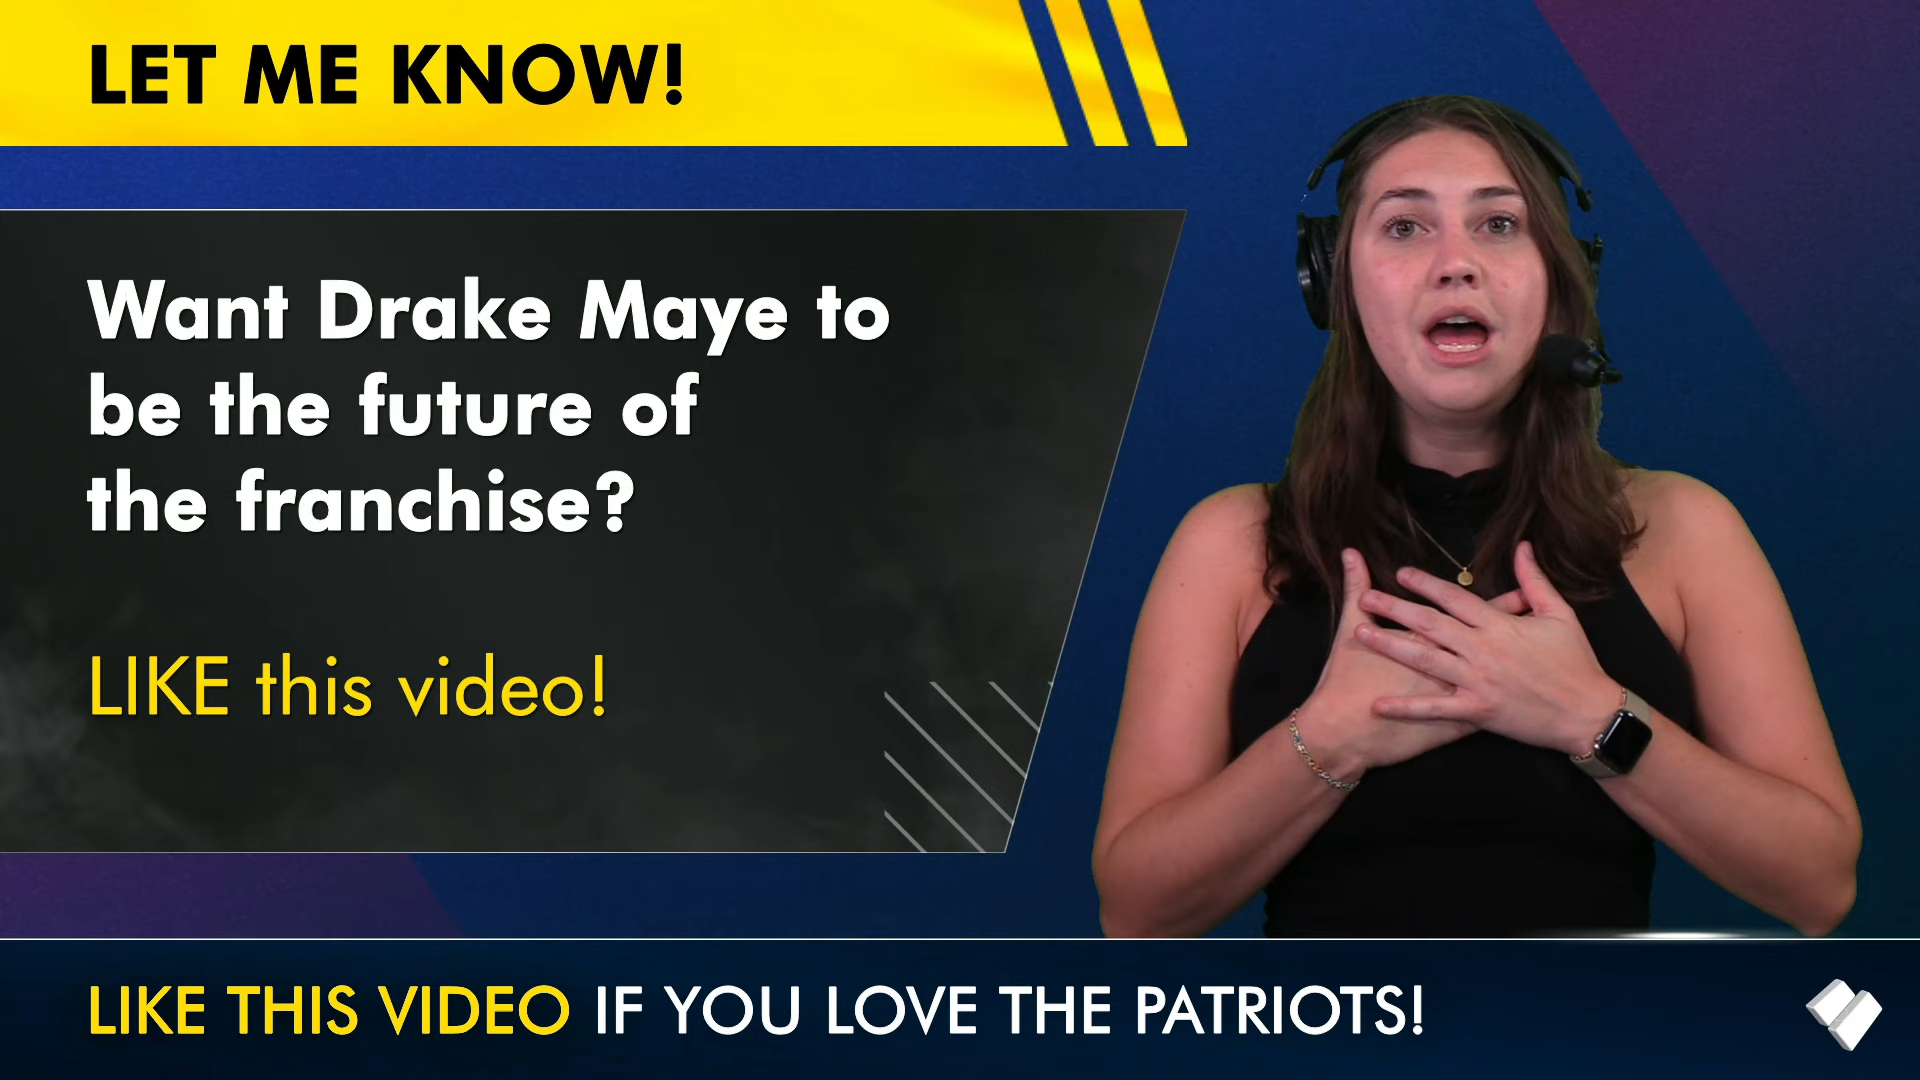 LET ME KNOW!
Want Drake Maye to
be the future of
the franchise?
LIKE this video!
LIKE THIS VIDEO IF YOU LOVE THE PATRIOTS!